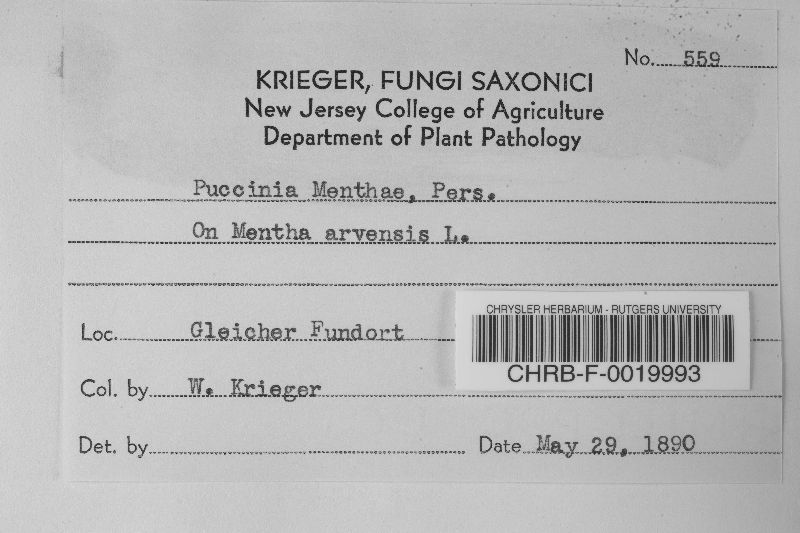 No. 559
KRIEGER, FUNGI SAXONICI
New Jersey College of Agriculture
Department of Plant Pathology
Puccinia Menthae, Pers.
On Mentha arvensis L.
Loc. Gleicher Fundort
CHRYSLER HERBARIUM - RUTGERS UNIVERSITY
CHRB-F-0019993
Col. by W. Krieger
Det. by
Date May 29, 1890